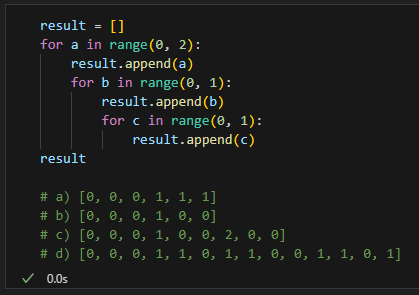 result = []
for a in range(0, 2):
    result.append(a)
    for b in range(0, 1):
        result.append(b)
        for c in range(0, 1):
            result.append(c)
result
# a) [0, 0, 0, 1, 1, 1]
# b) [0, 0, 0, 1, 0, 0]
# c) [0, 0, 0, 1, 0, 0, 2, 0, 0]
# d) [0, 0, 0, 1, 1, 0, 1, 1, 0, 0, 1, 1, 0, 1]
0.0s